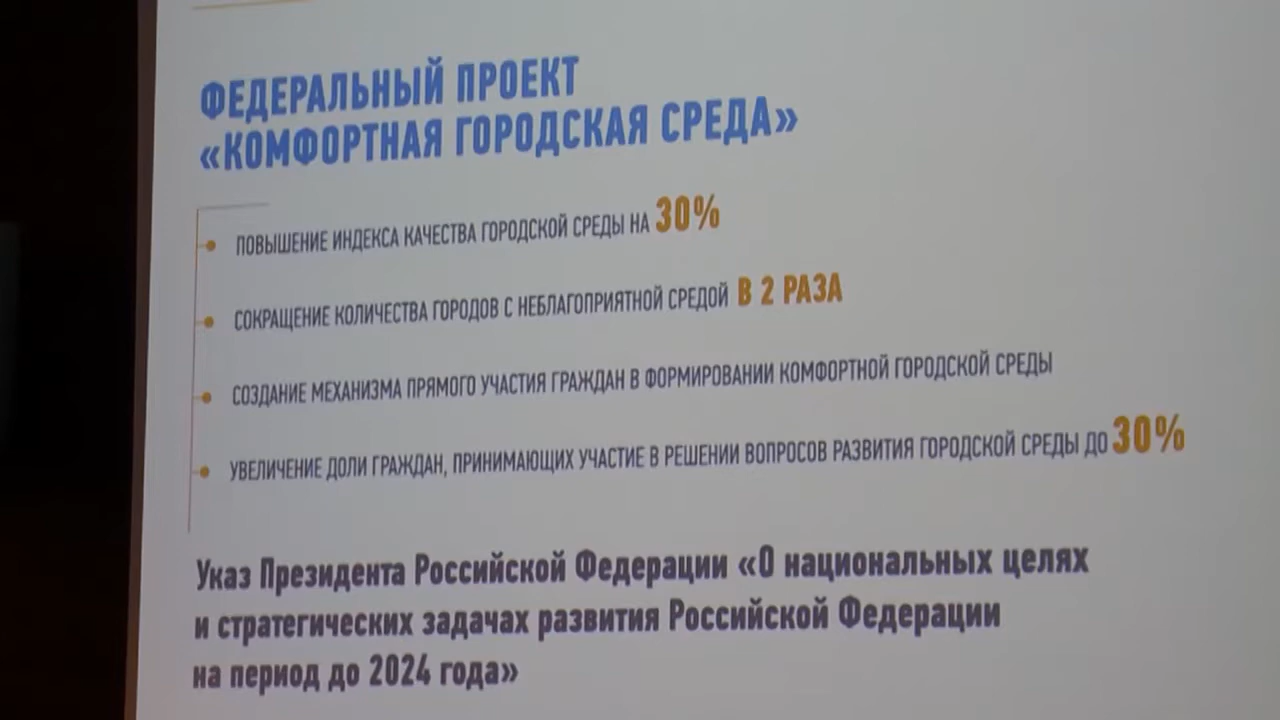 ФЕДЕРАЛЬНЫЙ ПРОЕКТ
«КОМФОРТНАЯ ГОРОДСКАЯ СРЕДА»
ПОВЫШЕНИЕ ИНДЕКСА КАЧЕСТВА ГОРОДСКОЙ СРЕДЫ НА 30%
СОКРАЩЕНИЕ КОЛИЧЕСТВА ГОРОДОВ С НЕБЛАГОПРИЯТНОЙ СРЕДОЙ В 2 РАЗА
СОЗДАНИЕ МЕХАНИЗМА ПРЯМОГО УЧАСТИЯ ГРАЖДАН В ФОРМИРОВАНИИ КОМФОРТНОЙ ГОРОДСКОЙ СРЕДЫ
УВЕЛИЧЕНИЕ ДОЛИ ГРАЖДАН, ПРИНИМАЮЩИХ УЧАСТИЕ В РЕШЕНИИ ВОПРОСОВ РАЗВИТИЯ ГОРОДСКОЙ СРЕДЫ ДО 30%
Указ Президента Российской Федерации «О национальных целях
и стратегических задачах развития Российской Федерации
на период до 2024 года»